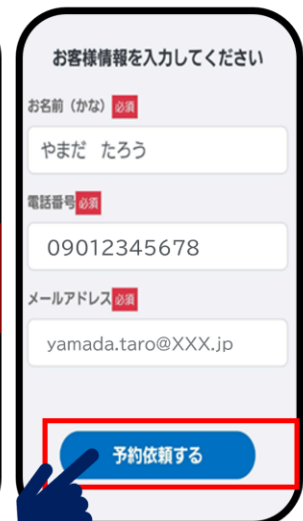 お客様情報を入力してください
お名前（かな） 必須
やまだ たろう
電話番号 必須
09012345678
メールアドレス 必須
yamada.taro@XXX.jp
予約依頼する